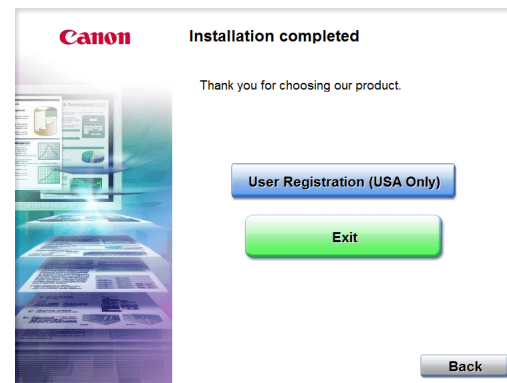 Canon
Installation completed
Thank you for choosing our product.
User Registration (USA Only)
Exit
Back